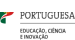 PORTUGUESA
EDUCAÇÃO, CIÊNCIA
E INOVAÇÃO